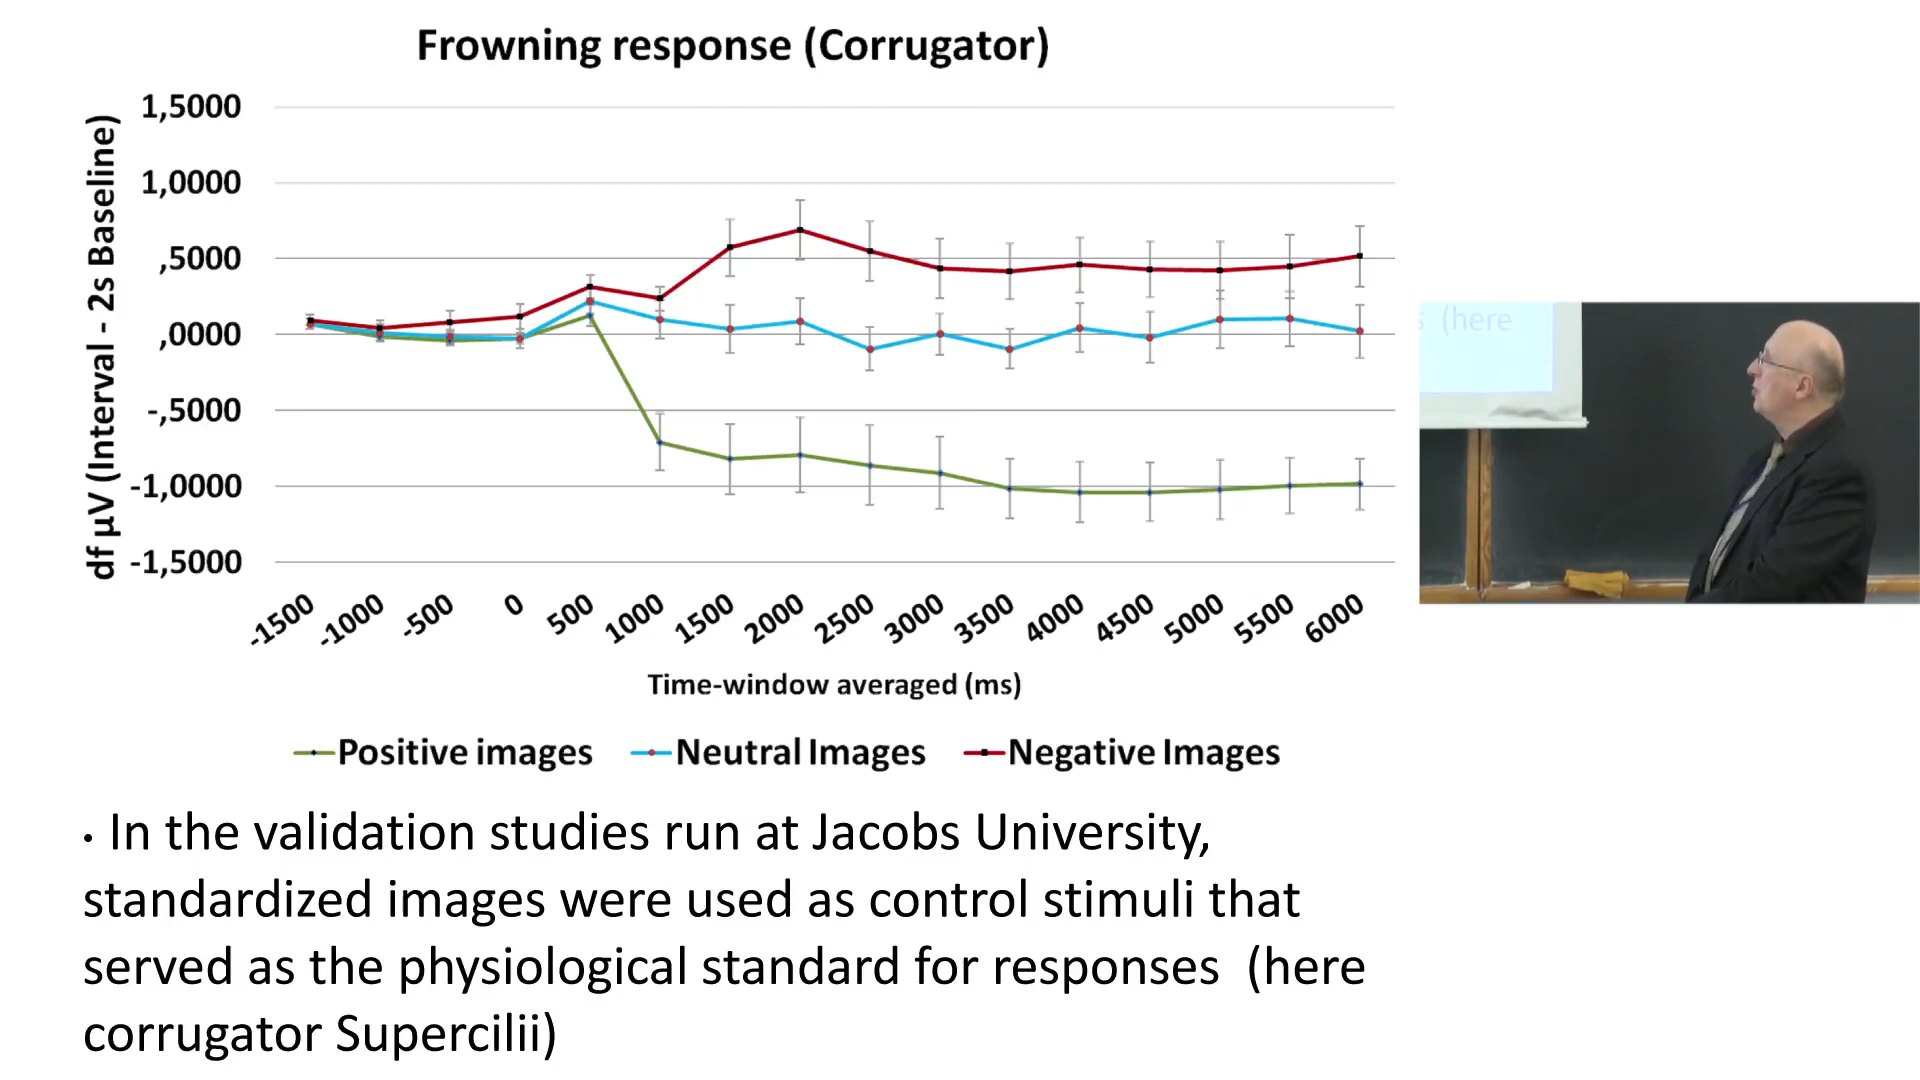 Frowning response (Corrugator)
df µV (Interval - 2s Baseline)
1,5000
1,0000
,5000
,0000
-,5000
-1,0000
-1,5000
-1500 -1000 -500 0 500 1000 1500 2000 2500 3000 3500 4000 4500 5000 5500 6000
Time-window averaged (ms)
Positive images Neutral Images Negative Images
(here
• In the validation studies run at Jacobs University,
standardized images were used as control stimuli that
served as the physiological standard for responses (here
corrugator Supercilii)